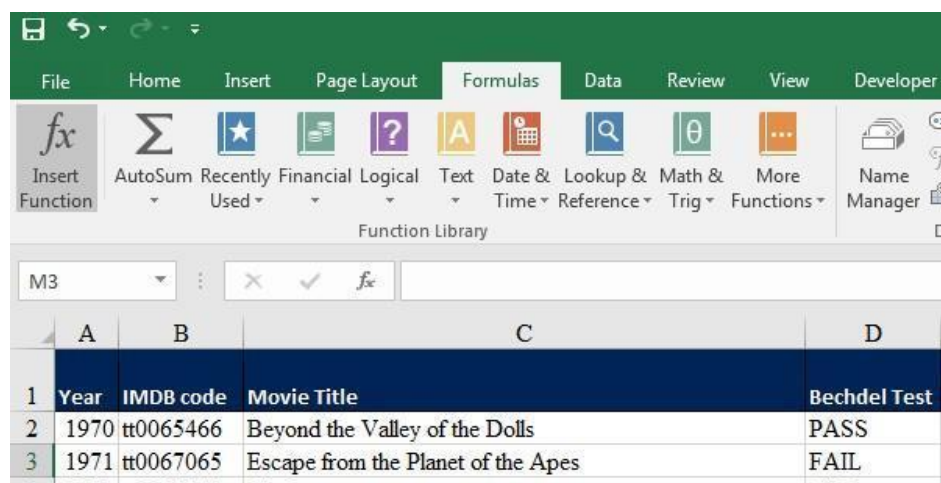 File Home Insert Page Layout Formulas Data Review View Developer
fx Σ ? A θ
Insert AutoSum Recently Financial Logical Text Date & Lookup & Math & More Name
Function Used Time Reference Trig Functions Manager
Function Library
M3 fx
A B C D
1 Year IMDB code Movie Title Bechdel Test
2 1970 tt0065466 Beyond the Valley of the Dolls PASS
3 1971 tt0067065 Escape from the Planet of the Apes FAIL